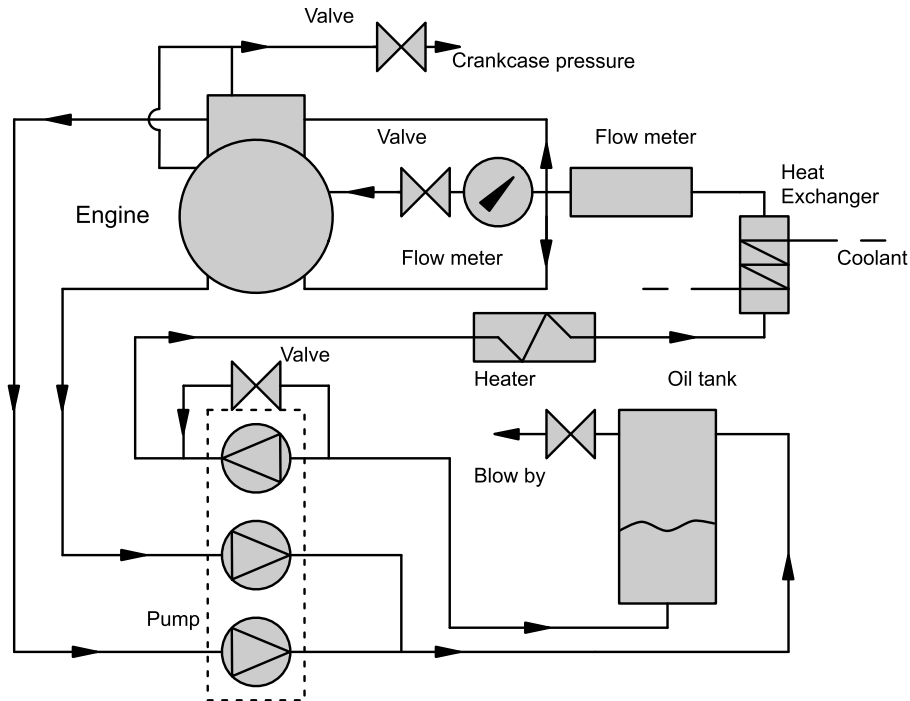 Valve
Crankcase pressure
Valve
Flow meter
Heat
Exchanger
Engine
Flow meter
Coolant
Valve
Heater
Oil tank
Blow by
Pump